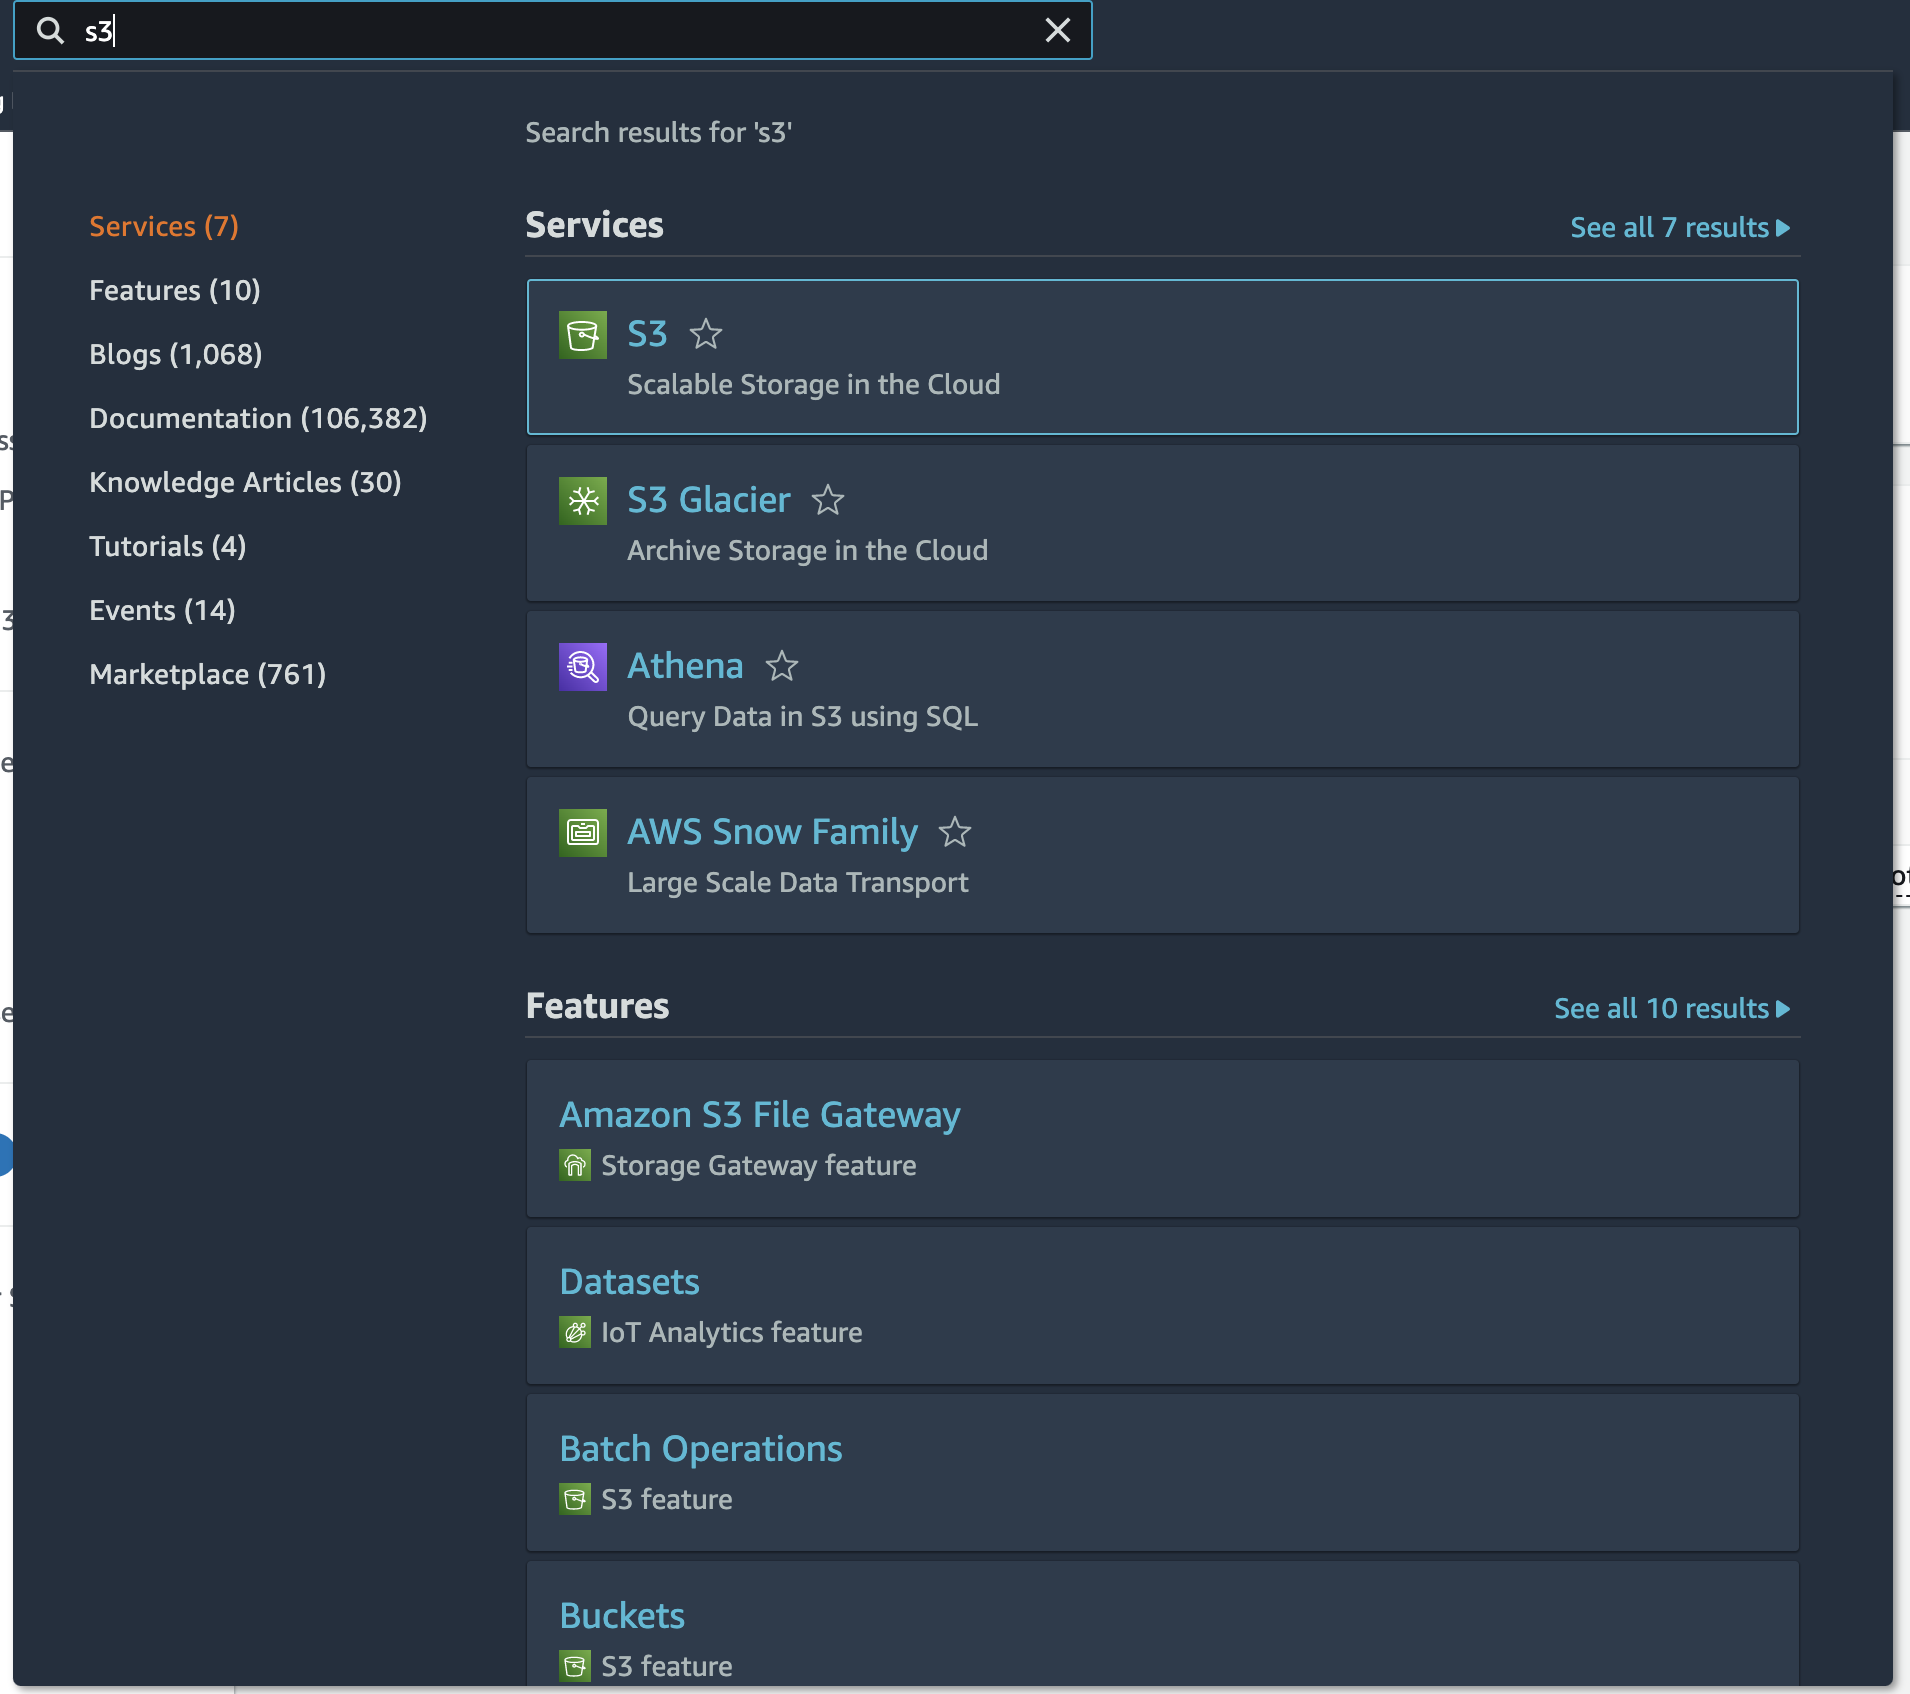 s3
Search results for 's3'
Services (7)
Features (10)
Blogs (1,068)
Documentation (106,382)
Knowledge Articles (30)
Tutorials (4)
Events (14)
Marketplace (761)
Services
See all 7 results
S3
Scalable Storage in the Cloud
S3 Glacier
Archive Storage in the Cloud
Athena
Query Data in S3 using SQL
AWS Snow Family
Large Scale Data Transport
Features
See all 10 results
Amazon S3 File Gateway
Storage Gateway feature
Datasets
IoT Analytics feature
Batch Operations
S3 feature
Buckets
S3 feature